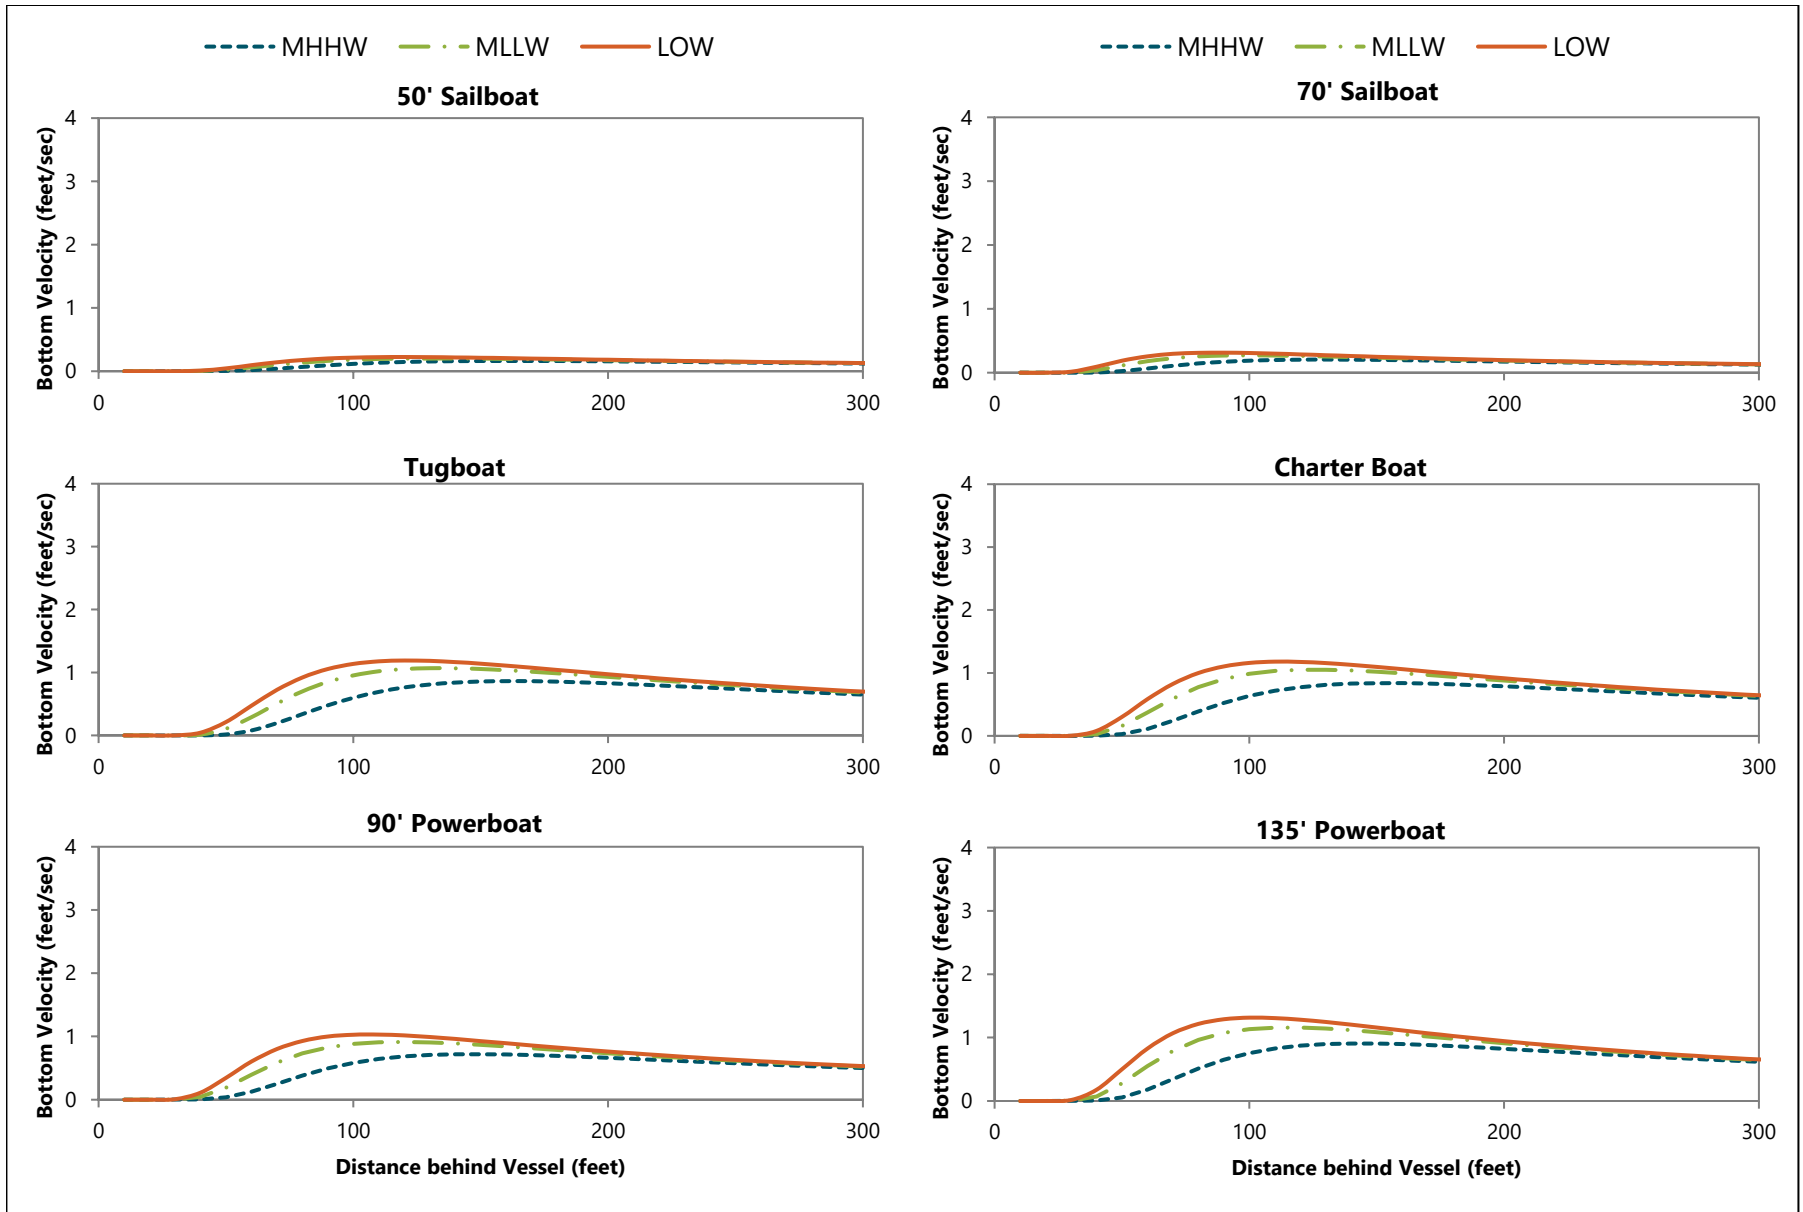 MHHW MLLW LOW
MHHW MLLW LOW
50' Sailboat
Bottom Velocity (feet/sec)
4
3
2
1
0
0 100 200 300
70' Sailboat
Bottom Velocity (feet/sec)
4
3
2
1
0
0 100 200 300
Tugboat
Bottom Velocity (feet/sec)
4
3
2
1
0
0 100 200 300
Charter Boat
Bottom Velocity (feet/sec)
4
3
2
1
0
0 100 200 300
90' Powerboat
Bottom Velocity (feet/sec)
4
3
2
1
0
0 100 200 300
Distance behind Vessel (feet)
135' Powerboat
Bottom Velocity (feet/sec)
4
3
2
1
0
0 100 200 300
Distance behind Vessel (feet)